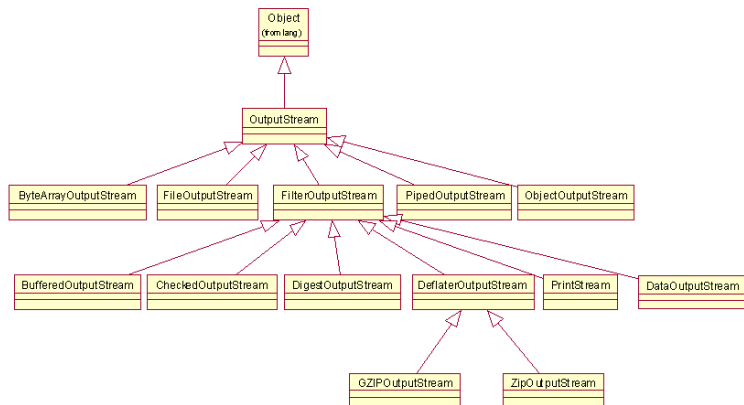 Object
(from lang)
OutputStream
ByteArrayOutputStream
FileOutputStream
FilterOutputStream
PipedOutputStream
ObjectOutputStream
BufferedOutputStream
CheckedOutputStream
DigestOutputStream
DeflaterOutputStream
PrintStream
DataOutputStream
GZIPOutputStream
ZipOutputStream